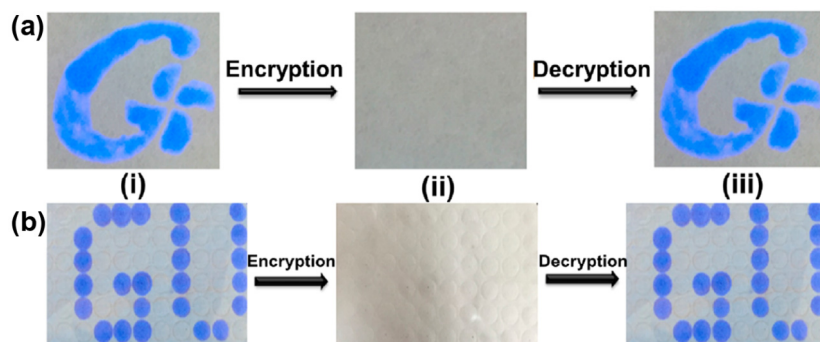 (a)
Encryption
Decryption
(i)
(ii)
(iii)
(b)
Encryption
Decryption